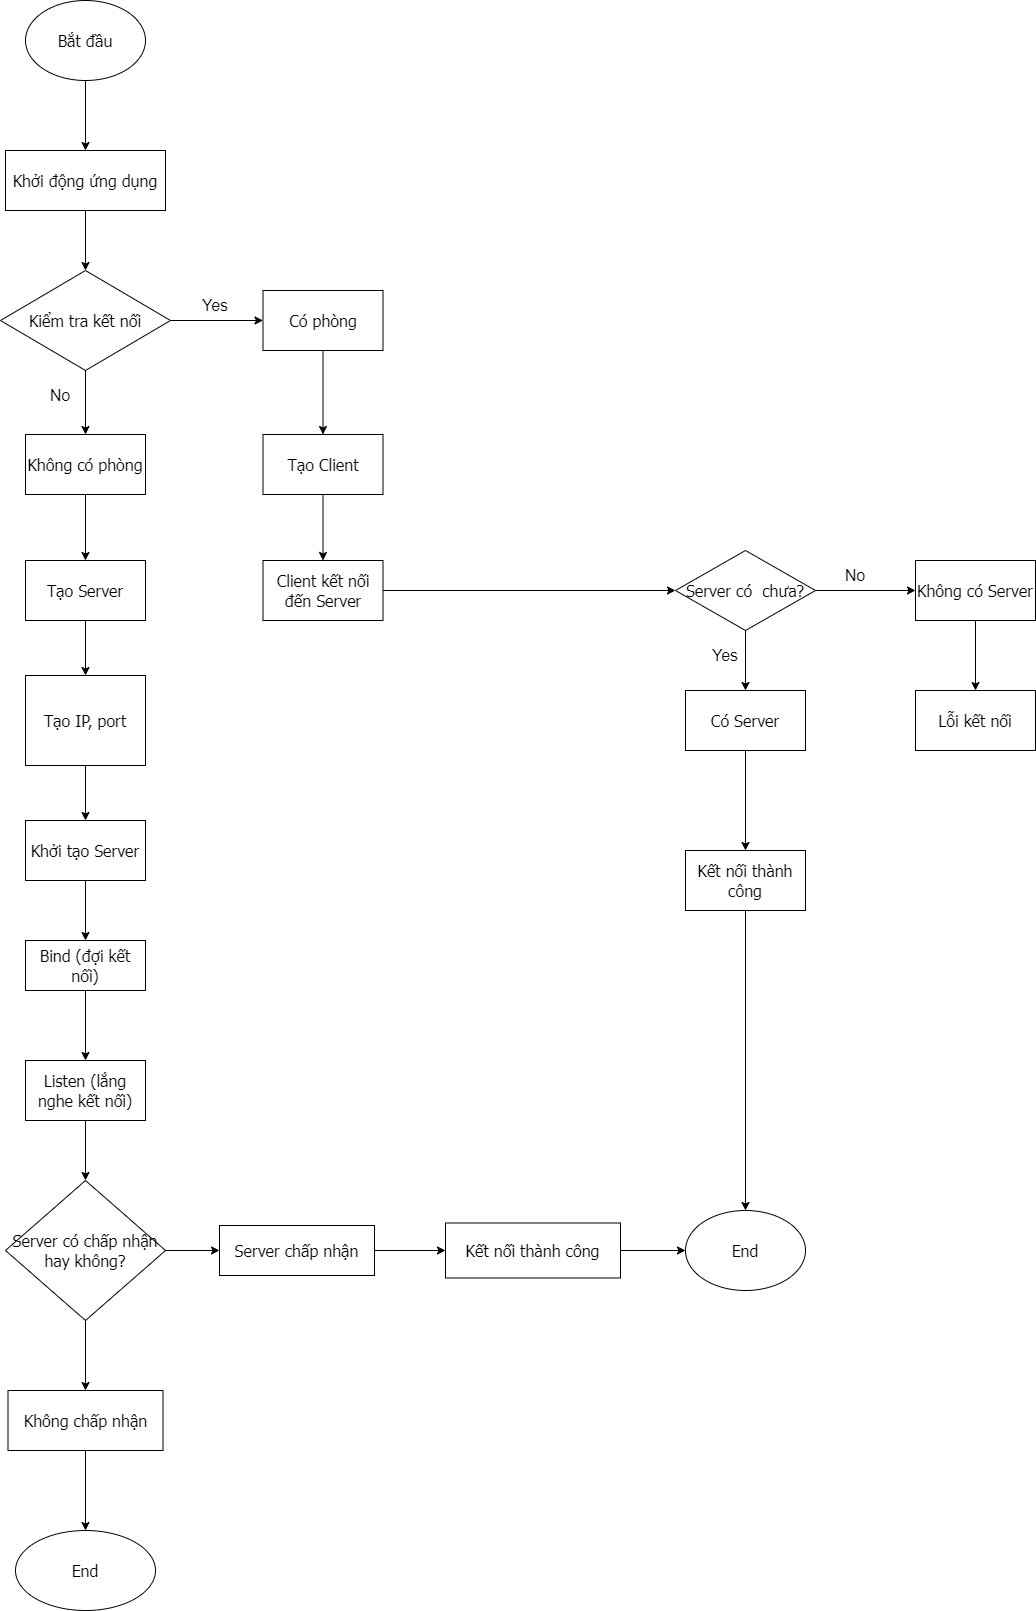 Bắt đầu
Khởi động ứng dụng
Kiểm tra kết nối
Yes
Có phòng
No
Không có phòng
Tạo Client
Tạo Server
Client kết nối
đến Server
Server có  chưa?
No
Không có Server
Yes
Tạo IP, port
Có Server
Lỗi kết nối
Khởi tạo Server
Kết nối thành
công
Bind (đợi kết
nối)
Listen (lắng
nghe kết nối)
Server có chấp nhận
hay không?
Server chấp nhận
Kết nối thành công
End
Không chấp nhận
End